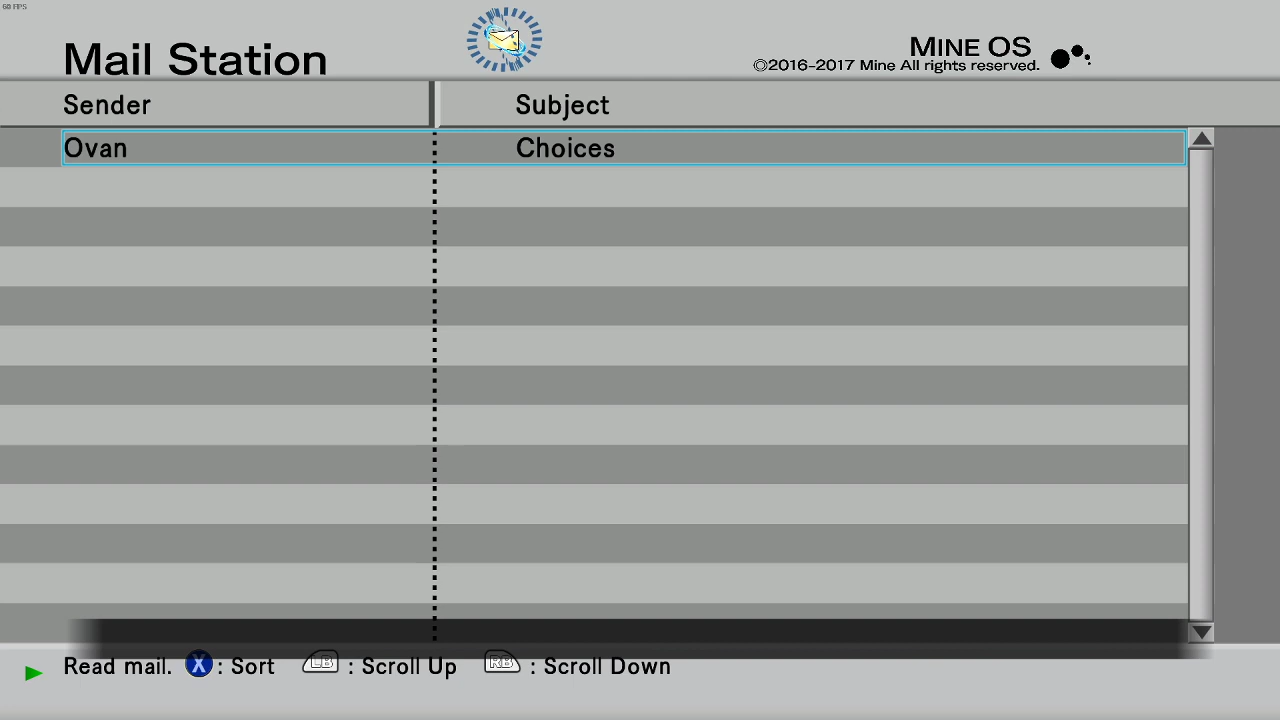 60 FPS
Mail Station
MINE OS
©2016-2017 Mine All rights reserved.
Sender Subject
Ovan Choices
Read mail. X : Sort LB : Scroll Up RB : Scroll Down